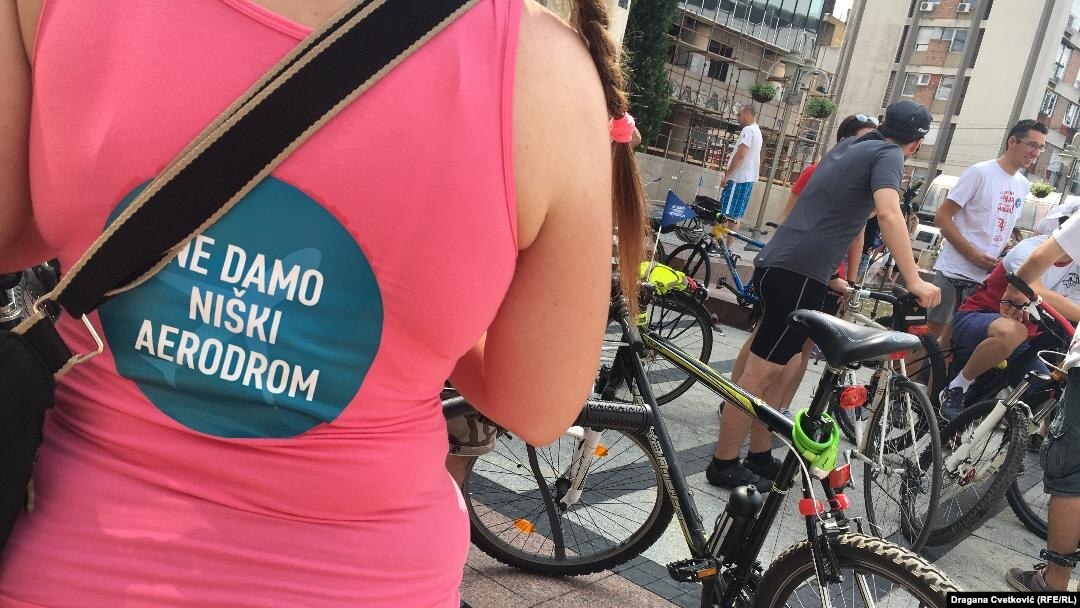 NE DAMO
NIŠKI
AERODROM
Dragana Cvetković (RFE/RL)